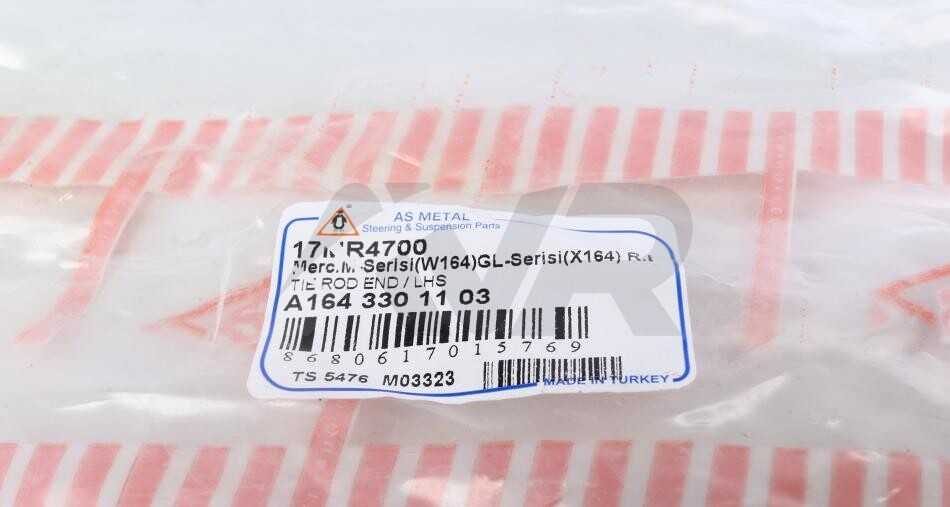 AS METAL
Steering & Suspension Parts
17MR4700
Merc.M-Serisi(W164)GL-Serisi(X164)
TIE ROD END / LHS
A164 330 11 03
8680617015769
TS 5476 M03323
MADE IN TURKEY